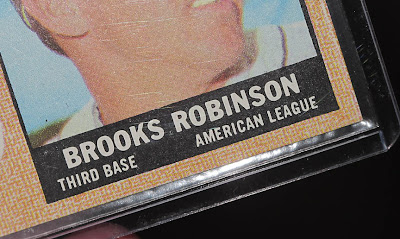 BROOKS ROBINSON
THIRD BASE AMERICAN LEAGUE